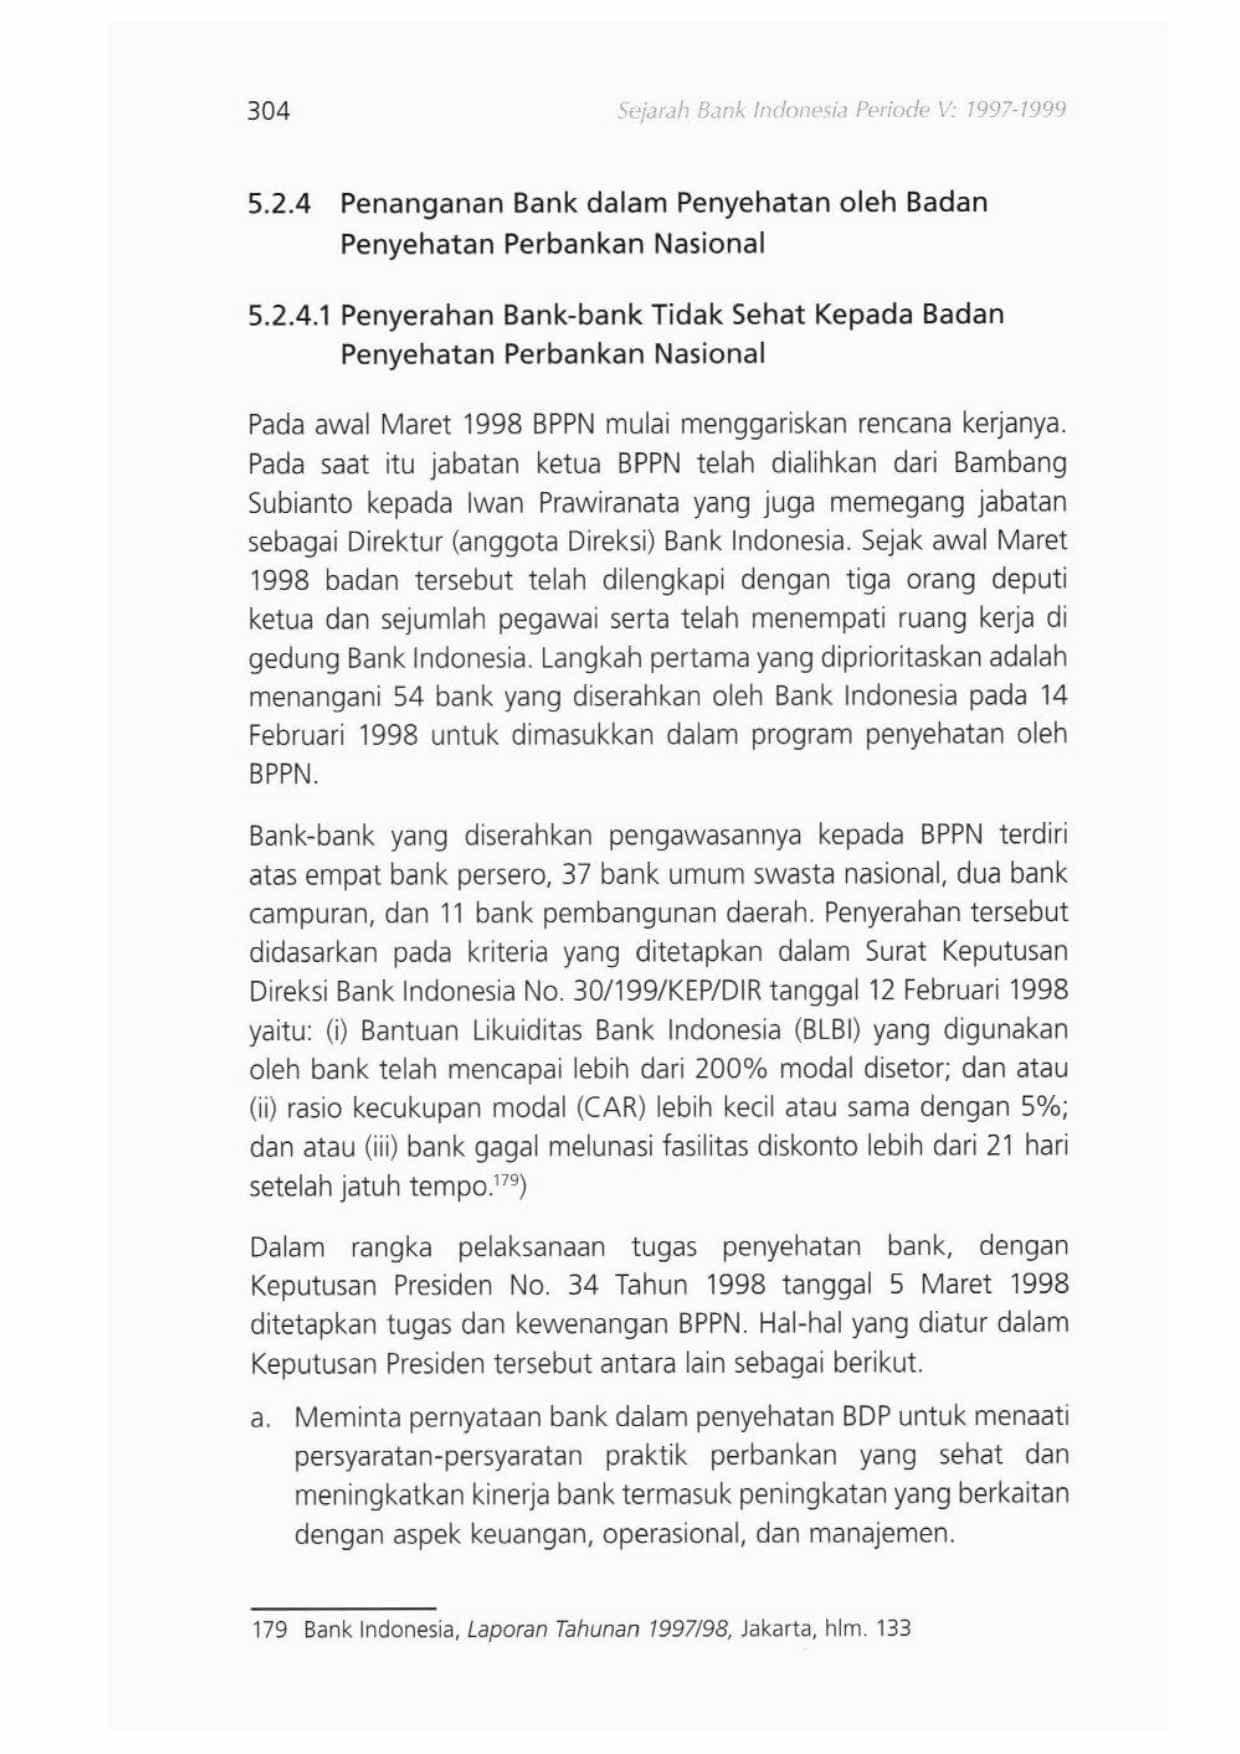 304
Sejarah Bank Indonesia Periode V: 1997-1999
5.2.4 Penanganan Bank dalam Penyehatan oleh Badan
Penyehatan Perbankan Nasional
5.2.4.1 Penyerahan Bank-bank Tidak Sehat Kepada Badan
Penyehatan Perbankan Nasional
Pada awal Maret 1998 BPPN mulai menggariskan rencana kerjanya.
Pada saat itu jabatan ketua BPPN telah dialihkan dari Bambang
Subianto kepada Iwan Prawiranata yang juga memegang jabatan
sebagai Direktur (anggota Direksi) Bank Indonesia. Sejak awal Maret
1998 badan tersebut telah dilengkapi dengan tiga orang deputi
ketua dan sejumlah pegawai serta telah menempati ruang kerja di
gedung Bank Indonesia. Langkah pertama yang diprioritaskan adalah
menangani 54 bank yang diserahkan oleh Bank Indonesia pada 14
Februari 1998 untuk dimasukkan dalam program penyehatan oleh
BPPN.
Bank-bank yang diserahkan pengawasannya kepada BPPN terdiri
atas empat bank persero, 37 bank umum swasta nasional, dua bank
campuran, dan 11 bank pembangunan daerah. Penyerahan tersebut
didasarkan pada kriteria yang ditetapkan dalam Surat Keputusan
Direksi Bank Indonesia No. 30/199/KEP/DIR tanggal 12 Februari 1998
yaitu: (i) Bantuan Likuiditas Bank Indonesia (BLBI) yang digunakan
oleh bank telah mencapai lebih dari 200% modal disetor; dan atau
(ii) rasio kecukupan modal (CAR) lebih kecil atau sama dengan 5%;
dan atau (iii) bank gagal melunasi fasilitas diskonto lebih dari 21 hari
setelah jatuh tempo.179)
Dalam rangka pelaksanaan tugas penyehatan bank, dengan
Keputusan Presiden No. 34 Tahun 1998 tanggal 5 Maret 1998
ditetapkan tugas dan kewenangan BPPN. Hal-hal yang diatur dalam
Keputusan Presiden tersebut antara lain sebagai berikut.
a. Meminta pernyataan bank dalam penyehatan BDP untuk menaati
persyaratan-persyaratan praktik perbankan yang sehat dan
meningkatkan kinerja bank termasuk peningkatan yang berkaitan
dengan aspek keuangan, operasional, dan manajemen.
179 Bank Indonesia, Laporan Tahunan 1997/98, Jakarta, hlm. 133